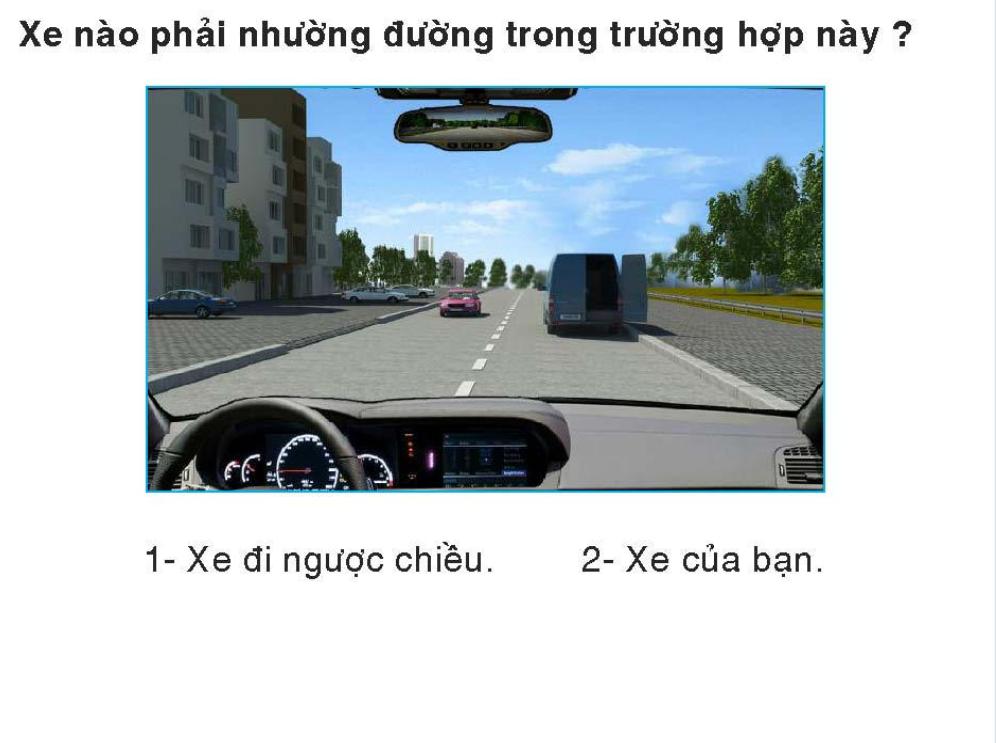 Xe nào phải nhường đường trong trường hợp này ?
1- Xe đi ngược chiều. 2- Xe của bạn.